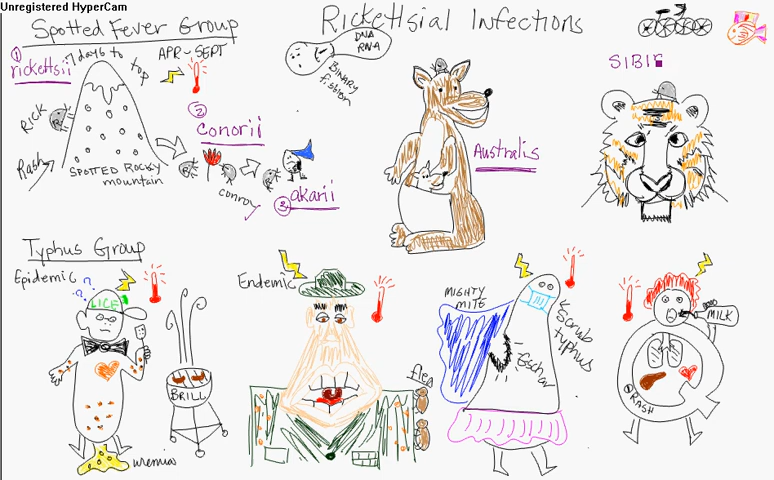 Unregistered HyperCam
Spotted Fever Group
Rickettsial Infections
DNA
RNA
Binary
fission
① rickettsii
7 days to
top
APR-SEPT
Rick
Rash
SPOTTED ROCKY
mountain
②
conorii
conroy
③ akarii
Australis
SIBIR
Typhus Group
Epidemic
? ?
LICE
BRILL
uremia
Endemic
flea
MIGHTY
mite
Scrub
typhus
Eschar
MILK
① RASH